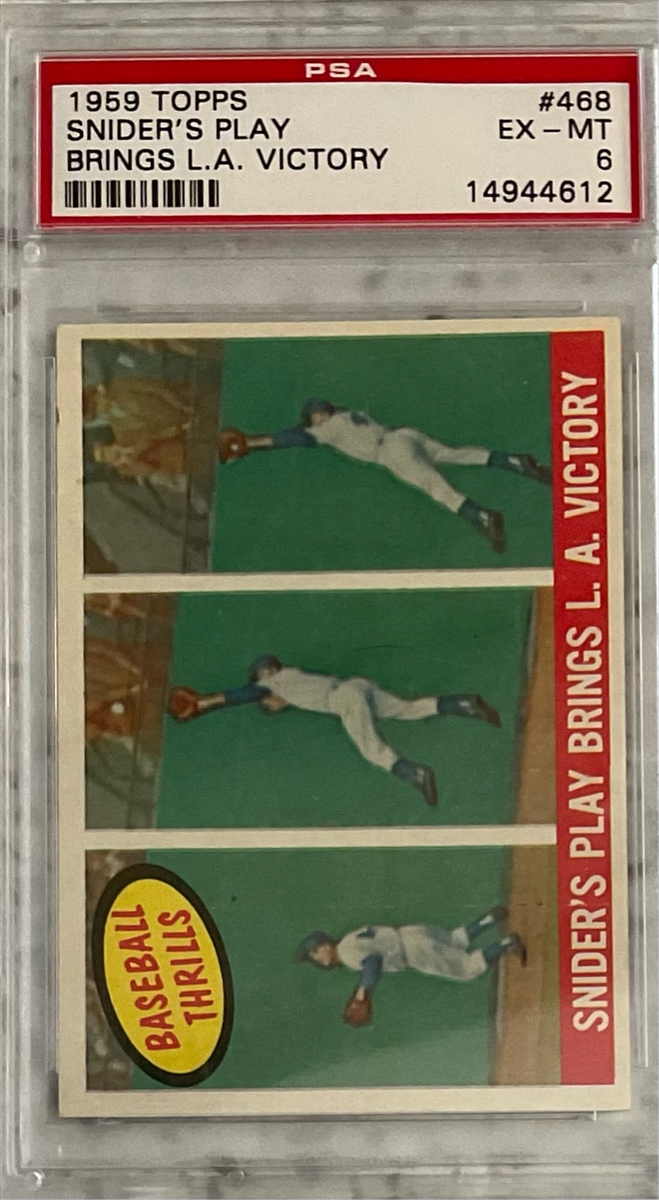 PSA
1959 TOPPS #468
SNIDER'S PLAY EX - MT
BRINGS L.A. VICTORY 6
14944612
BASEBALL
THRILLS
SNIDER'S PLAY BRINGS L. A. VICTORY